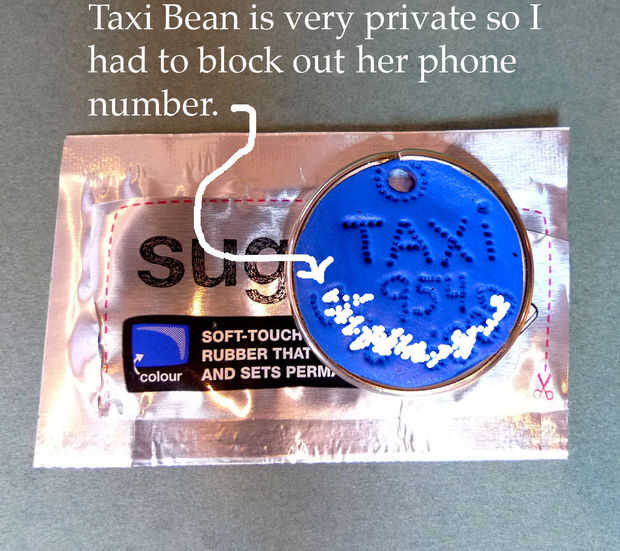 Taxi Bean is very private so I
had to block out her phone
number.
TAXI
954
sug
SOFT-TOUCH
RUBBER THAT
AND SETS PERMA
colour